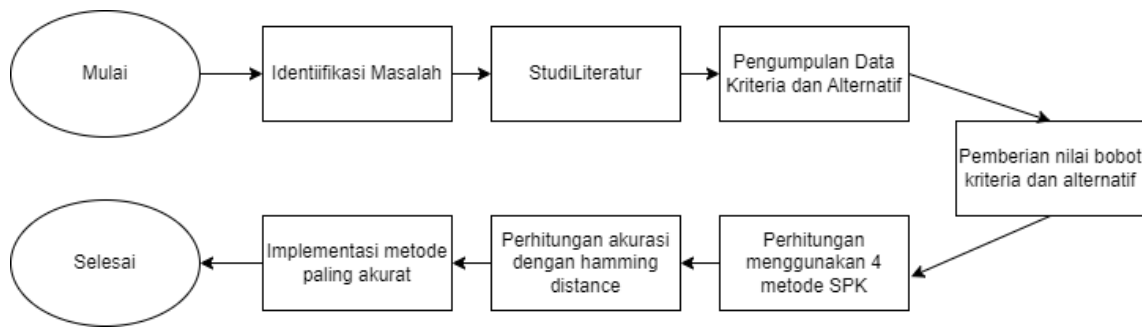 Mulai
Identiifikasi Masalah
StudiLiteratur
Pengumpulan Data
Kriteria dan Alternatif
Pemberian nilai bobot
kriteria dan alternatif
Perhitungan
menggunakan 4
metode SPK
Perhitungan akurasi
dengan hamming
distance
Implementasi metode
paling akurat
Selesai